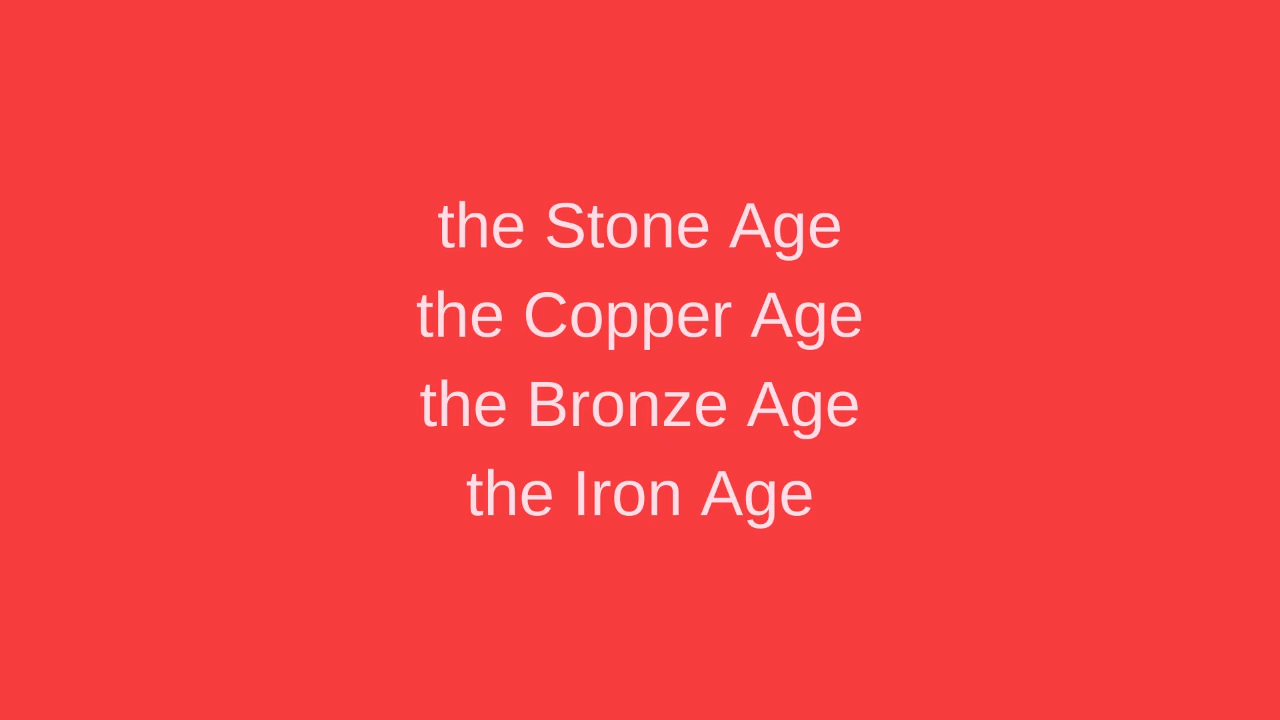 the Stone Age
the Copper Age
the Bronze Age
the Iron Age